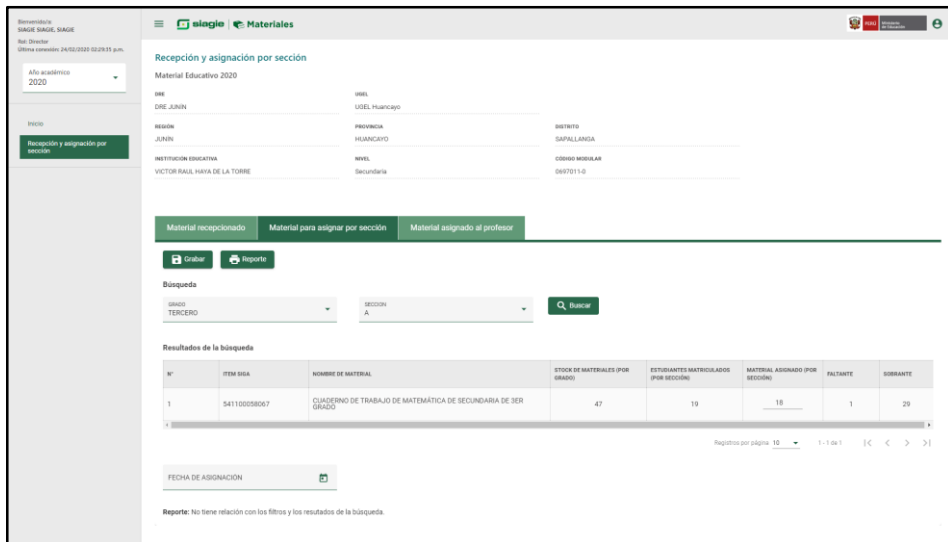 Bienvenido/a
SIAGIE SIAGIE, SIAGIE
Rol: Director
Última conexión: 24/02/2020 02:29:35 p.m.
Año académico
2020
Inicio
Recepción y asignación por
sección
siagie | Materiales
PERÚ Ministerio
de Educación
Recepción y asignación por sección
Material Educativo 2020
DRE UGEL
DRE JUNÍN UGEL Huancayo
REGIÓN PROVINCIA DISTRITO
JUNÍN HUANCAYO SAPALLANGA
INSTITUCIÓN EDUCATIVA NIVEL CÓDIGO MODULAR
VICTOR RAUL HAYA DE LA TORRE Secundaria 0697011-0
Material recepcionado Material para asignar por sección Material asignado al profesor
Grabar Reporte
Búsqueda
GRADO SECCION
TERCERO A Buscar
Resultados de la búsqueda
N° ITEM SIGA NOMBRE DE MATERIAL STOCK DE MATERIALES (POR GRADO) ESTUDIANTES MATRICULADOS (POR SECCIÓN) MATERIAL ASIGNADO (POR SECCIÓN) FALTANTE SOBRANTE
1 541100058067 CUADERNO DE TRABAJO DE MATEMÁTICA DE SECUNDARIA DE 3ER GRADO 47 19 18 1 29
Registros por página 10 1 - 1 de 1
FECHA DE ASIGNACIÓN
Reporte: No tiene relación con los filtros y los resutados de la búsqueda.